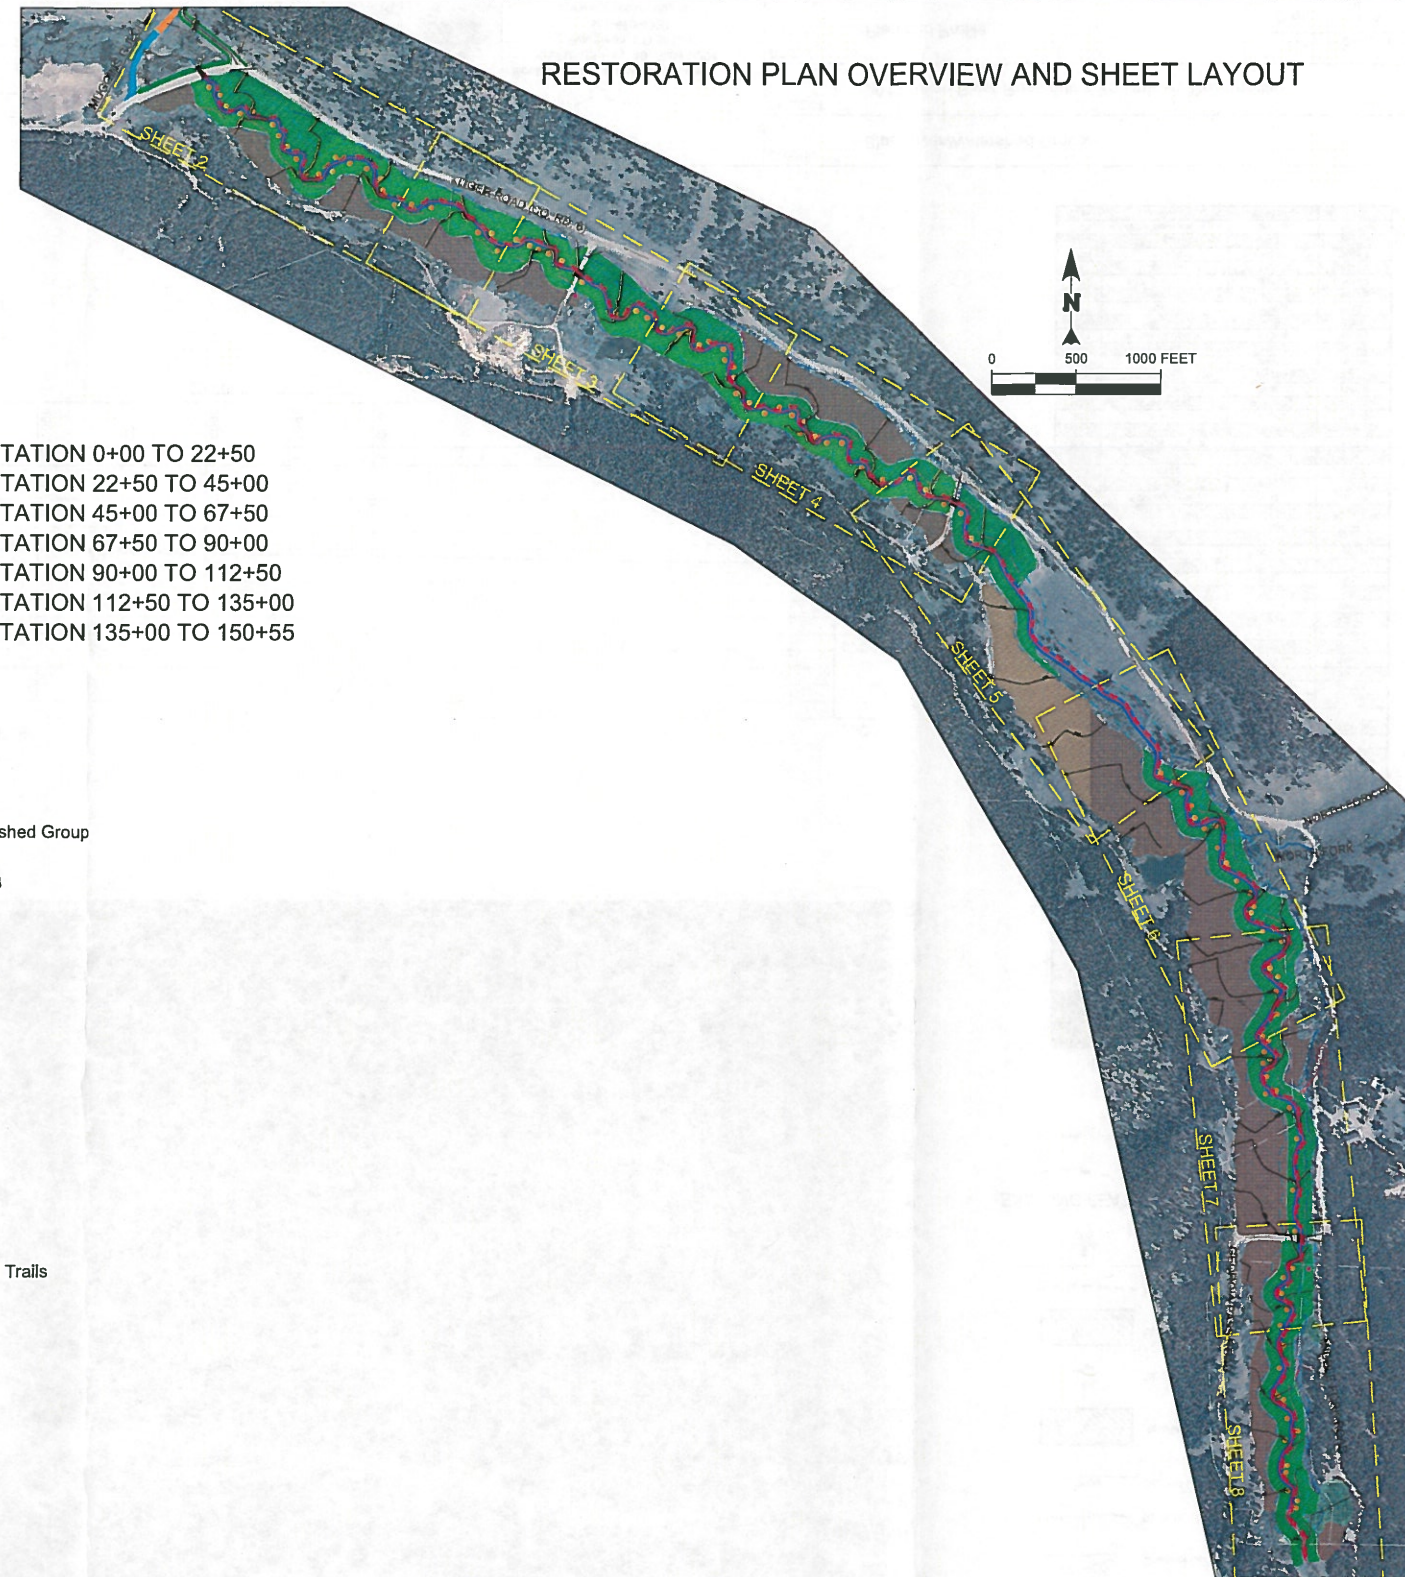 RESTORATION PLAN OVERVIEW AND SHEET LAYOUT
SHEET 2
N
0 500 1000 FEET
SHEET 3
TATION 0+00 TO 22+50
TATION 22+50 TO 45+00
TATION 45+00 TO 67+50
TATION 67+50 TO 90+00
TATION 90+00 TO 112+50
TATION 112+50 TO 135+00
TATION 135+00 TO 150+55
SHEET 4
SHEET 5
shed Group
NORTH FORK
SHEET 6
SHEET 7
Trails
SHEET 8